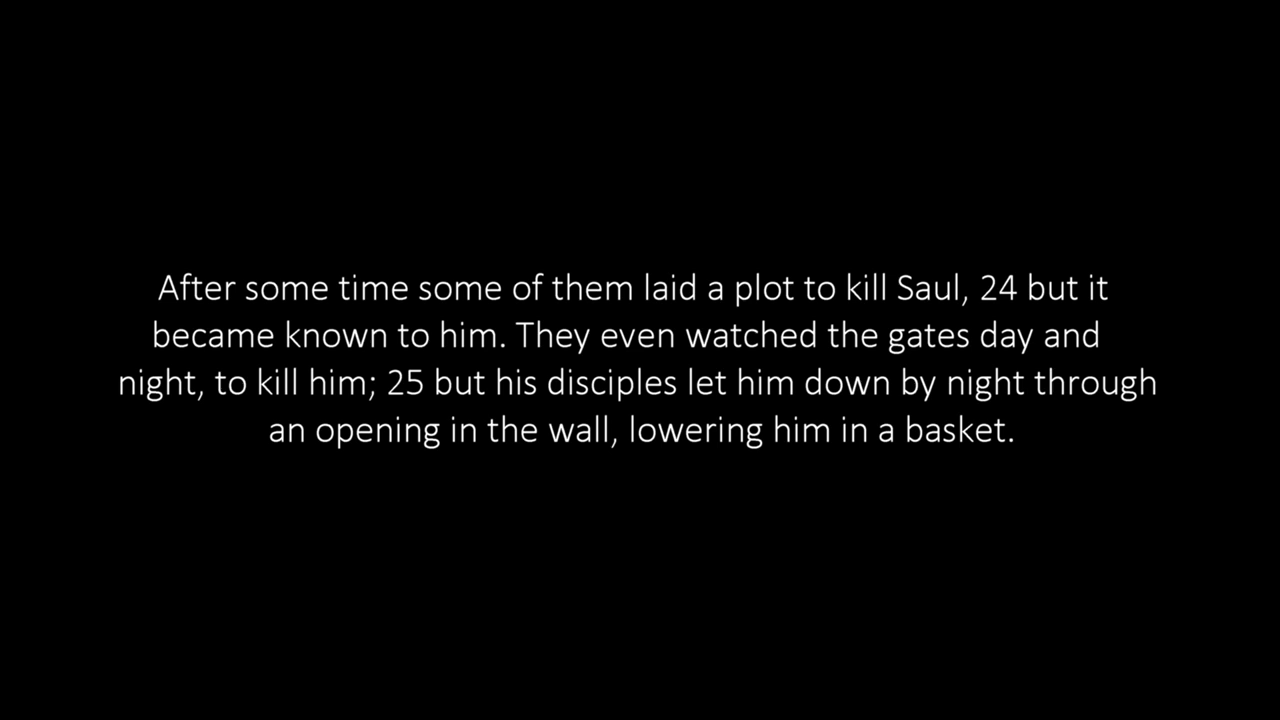 After some time some of them laid a plot to kill Saul, 24 but it
became known to him. They even watched the gates day and
night, to kill him; 25 but his disciples let him down by night through
an opening in the wall, lowering him in a basket.